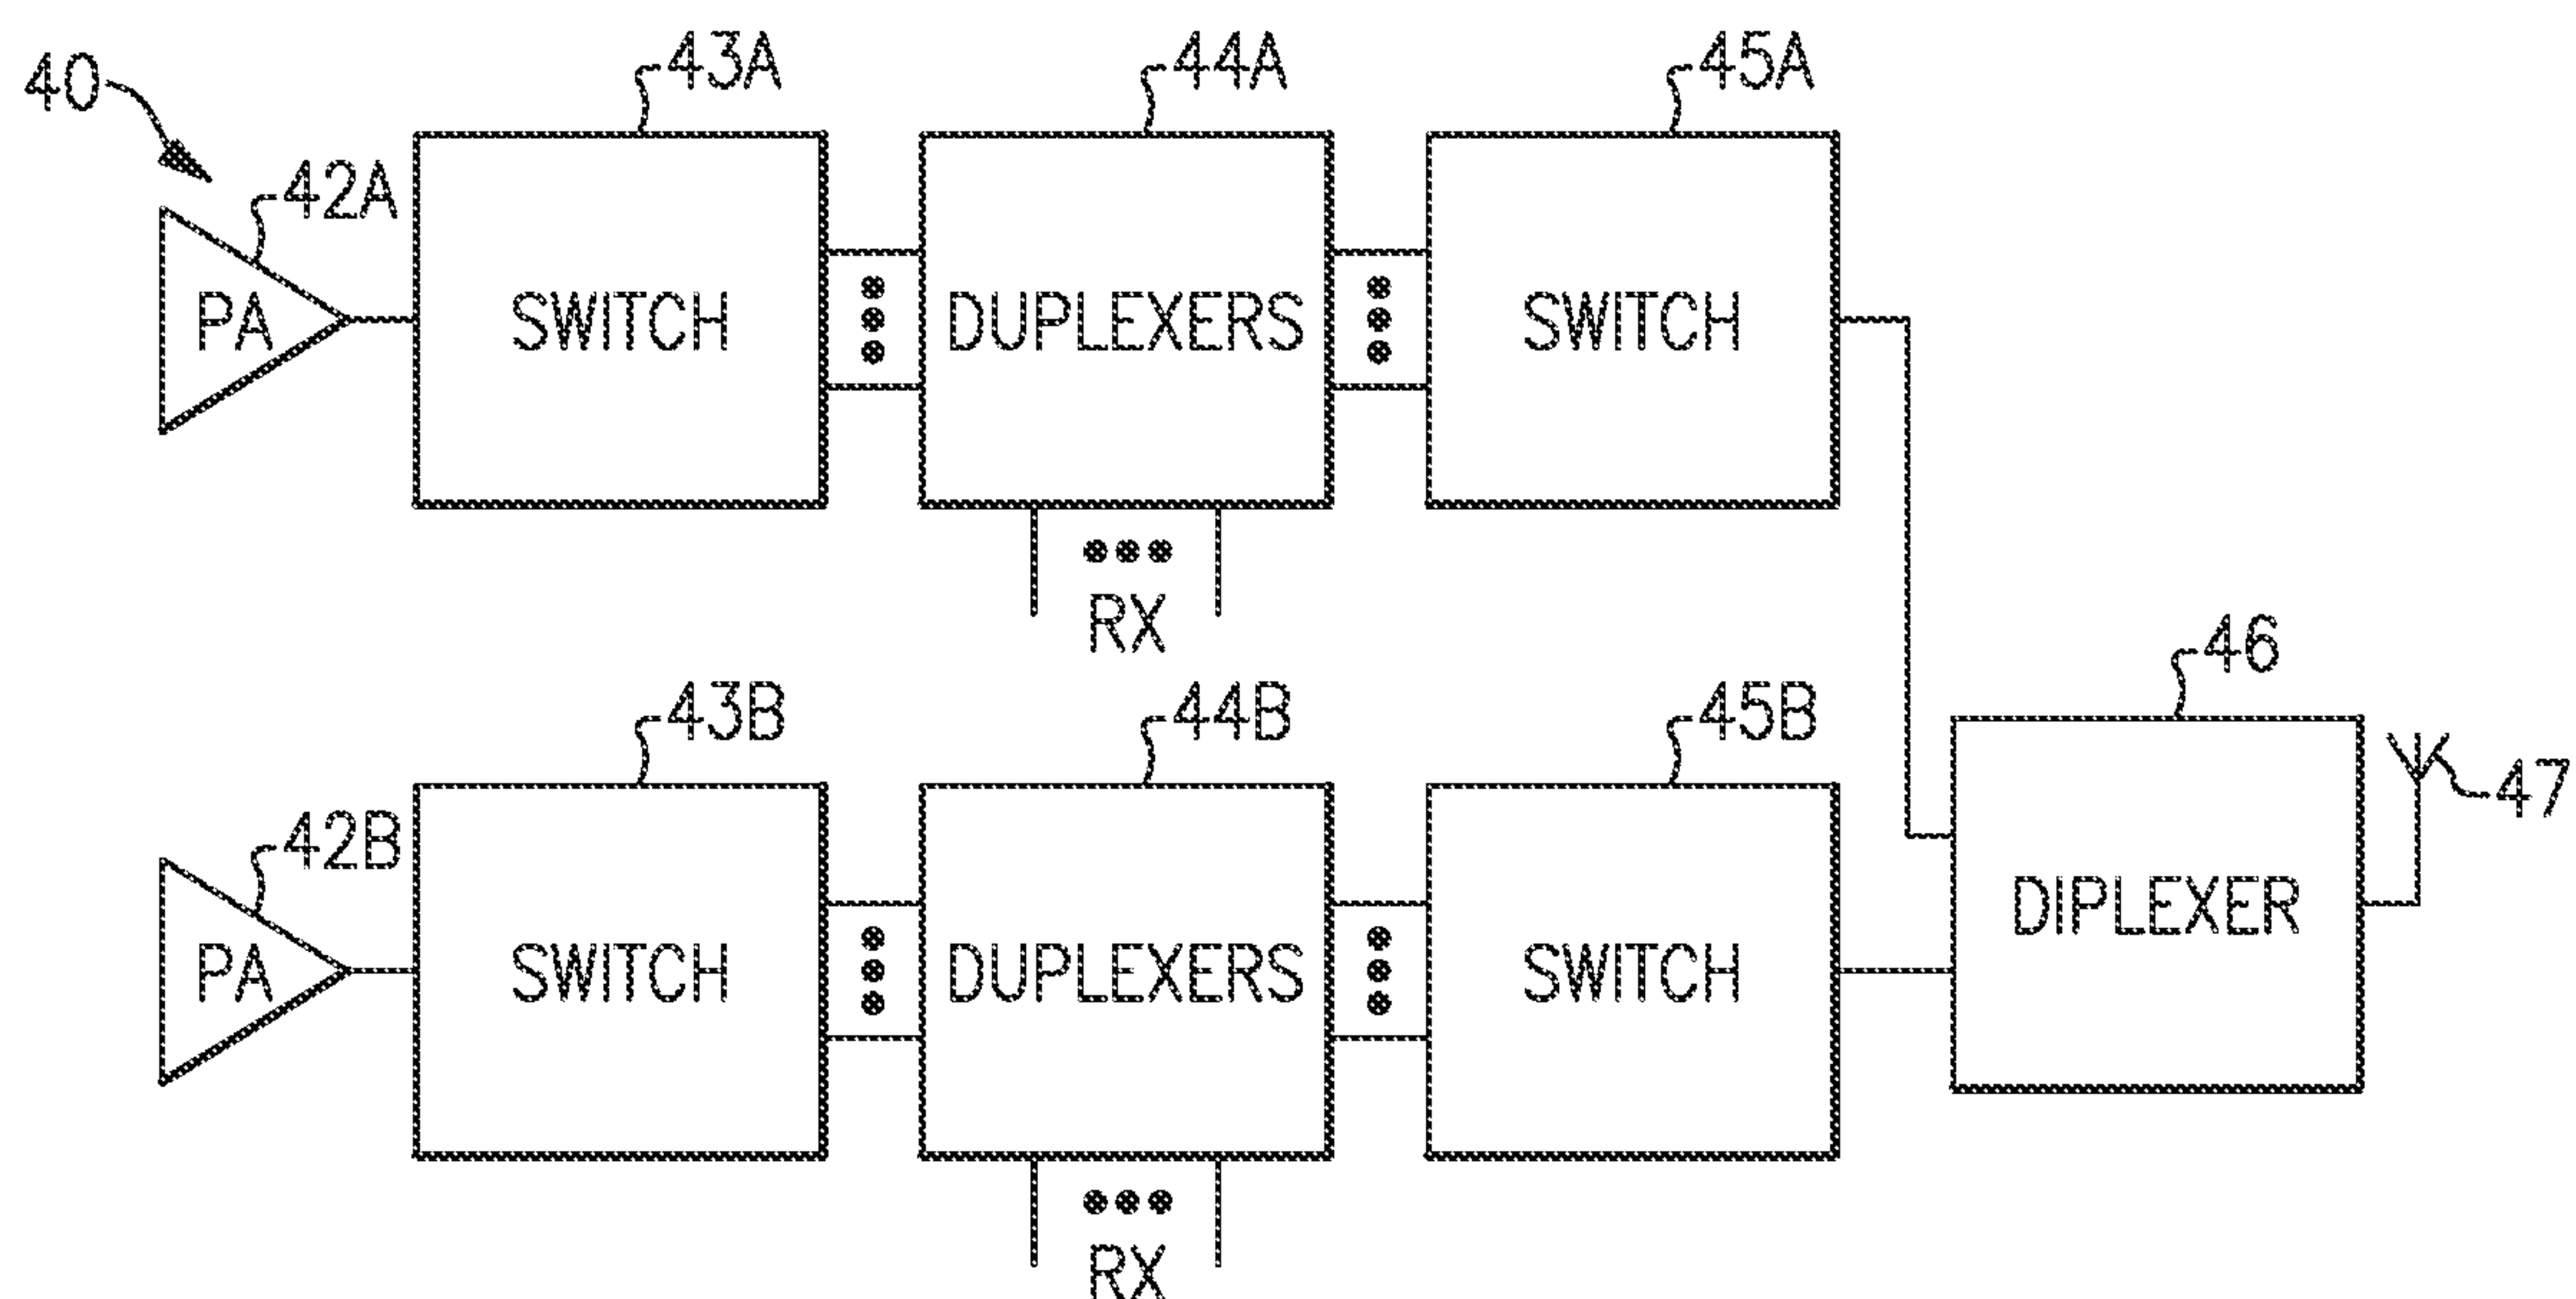 40
42A
43A
44A
45A
PA
SWITCH
DUPLEXERS
SWITCH
RX
42B
43B
44B
45B
46
47
PA
SWITCH
DUPLEXERS
SWITCH
DIPLEXER
RX